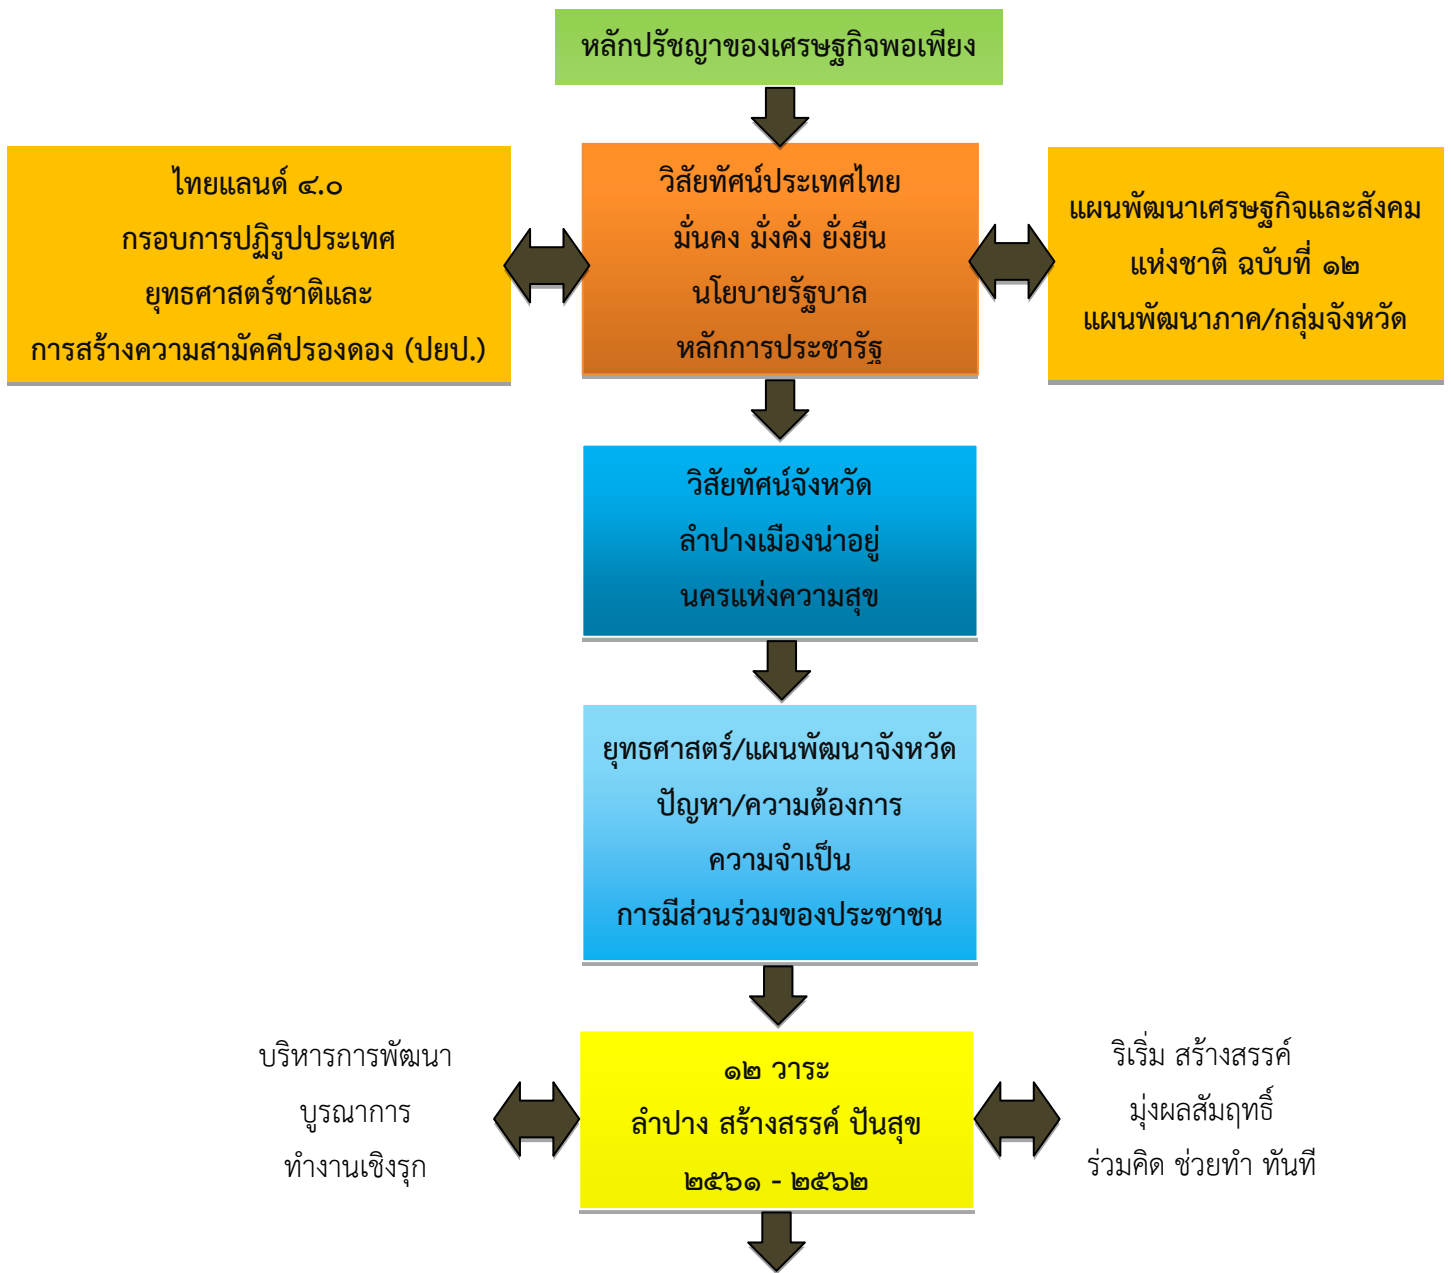 หลักปรัชญาของเศรษฐกิจพอเพียง
ไทยแลนด์ ๔.๐
กรอบการปฏิรูปประเทศ
ยุทธศาสตร์ชาติและ
การสร้างความสามัคคีปรองดอง (ปยป.)
วิสัยทัศน์ประเทศไทย
มั่นคง มั่งคั่ง ยั่งยืน
นโยบายรัฐบาล
หลักการประชารัฐ
แผนพัฒนาเศรษฐกิจและสังคม
แห่งชาติ ฉบับที่ ๑๒
แผนพัฒนาภาค/กลุ่มจังหวัด
วิสัยทัศน์จังหวัด
ลำปางเมืองน่าอยู่
นครแห่งความสุข
ยุทธศาสตร์/แผนพัฒนาจังหวัด
ปัญหา/ความต้องการ
ความจำเป็น
การมีส่วนร่วมของประชาชน
บริหารการพัฒนา
บูรณาการ
ทำงานเชิงรุก
๑๒ วาระ
ลำปาง สร้างสรรค์ ปันสุข
๒๕๖๑ - ๒๕๖๒
ริเริ่ม สร้างสรรค์
มุ่งผลสัมฤทธิ์
ร่วมคิด ช่วยทำ ทันที